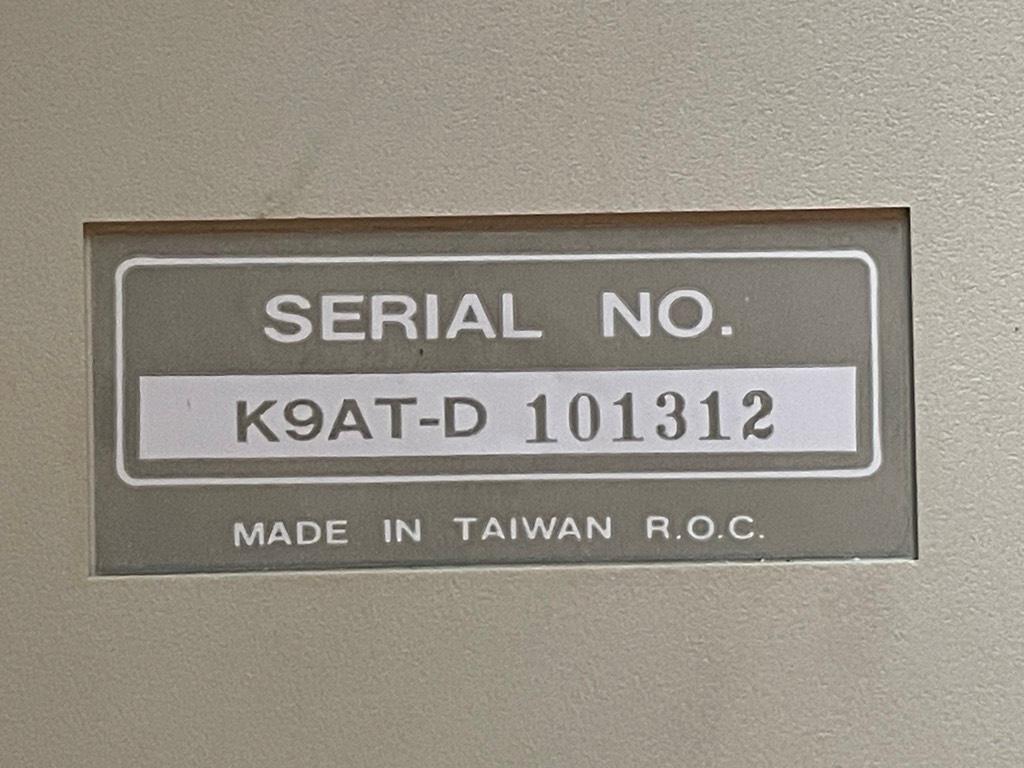 SERIAL NO.
K9AT-D 101312
MADE IN TAIWAN R.O.C.